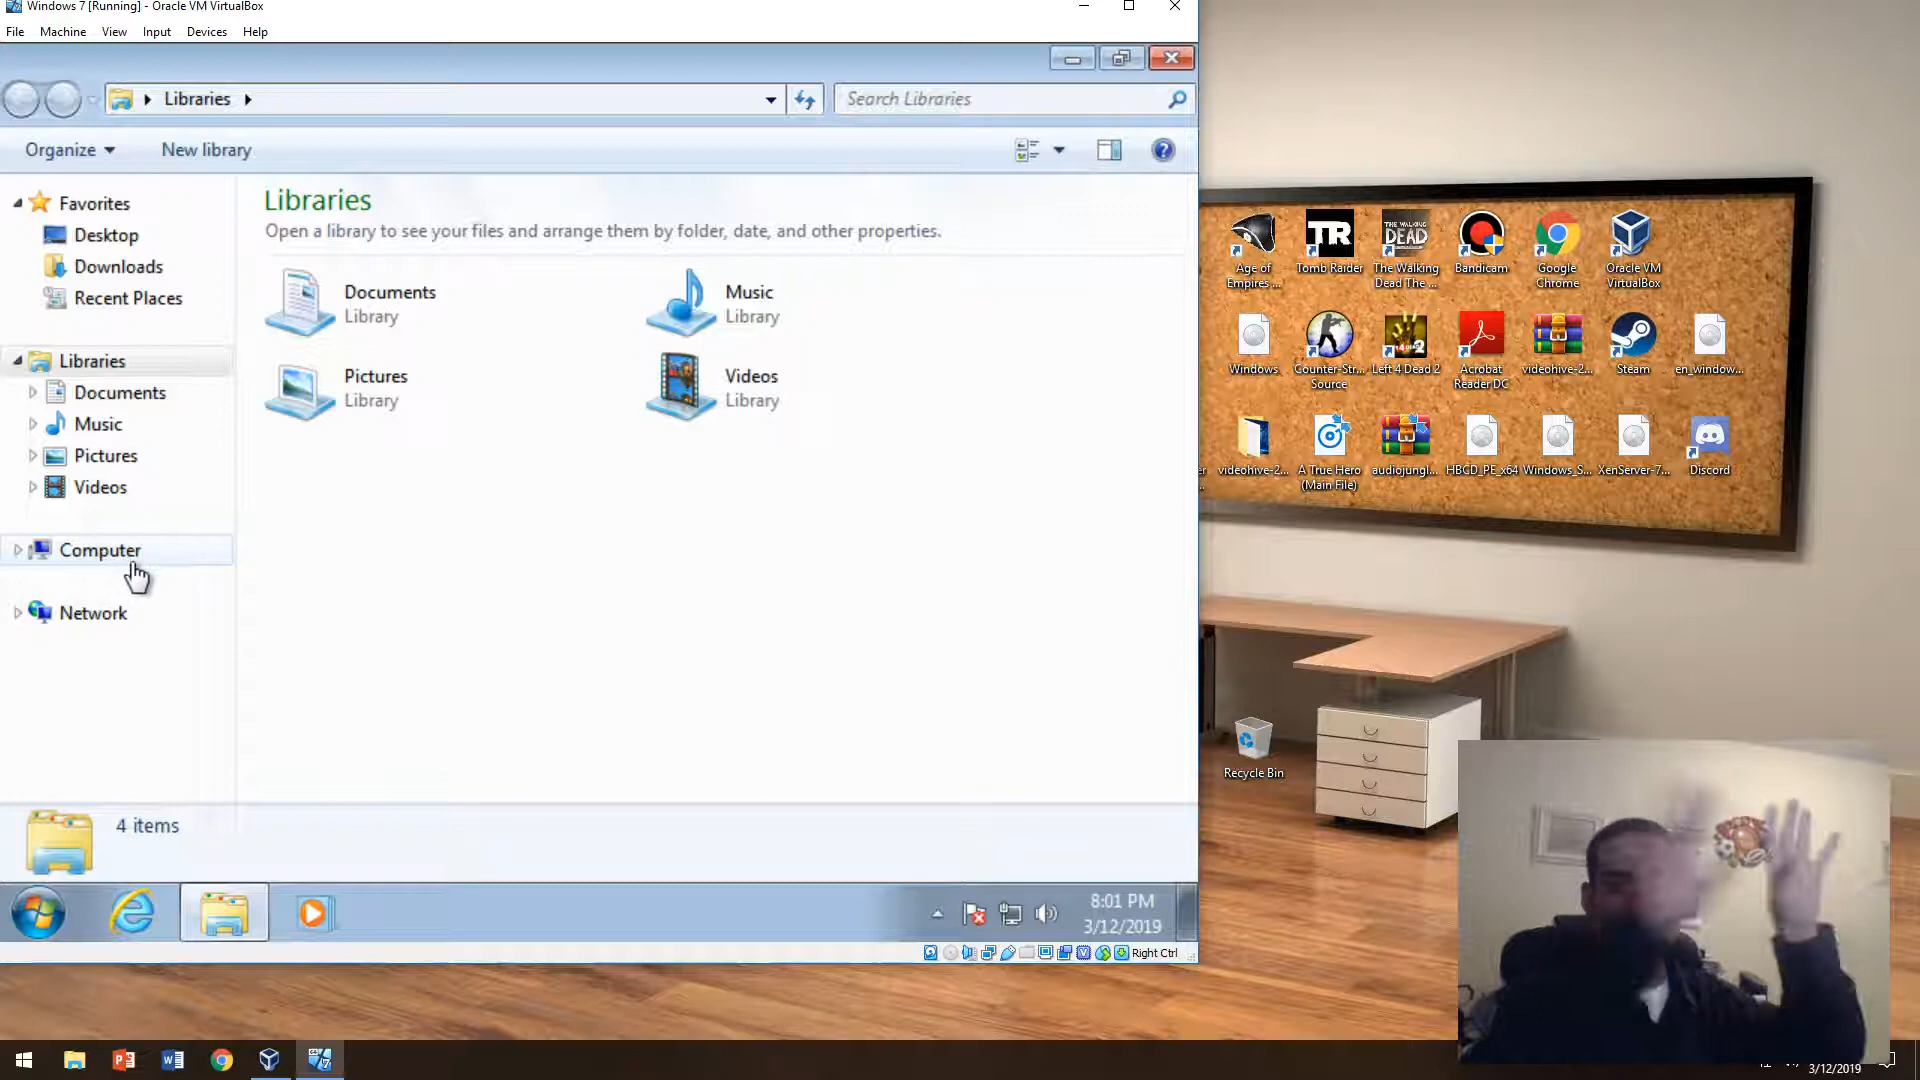 Windows 7 [Running] - Oracle VM VirtualBox
File Machine View Input Devices Help
Libraries
Search Libraries
Organize New library
Favorites
Desktop
Downloads
Recent Places
Libraries
Documents
Music
Pictures
Videos
Computer
Network
Libraries
Open a library to see your files and arrange them by folder, date, and other properties.
Documents
Library
Music
Library
Pictures
Library
Videos
Library
4 items
8:01 PM
3/12/2019
Right Ctrl
Age of
Empires ...
TR
Tomb Raider
THE WALKING
DEAD
The Walking
Dead The ...
Bandicam
Google
Chrome
Oracle VM
VirtualBox
Windows
Counter-Str...
Source
Left 4 Dead 2
Acrobat
Reader DC
videohive-2...
Steam
en_window...
videohive-2...
A True Hero
(Main File)
audiojungl...
HBCD_PE_x64
Windows_S...
XenServer-7...
Discord
Recycle Bin
3/12/2019